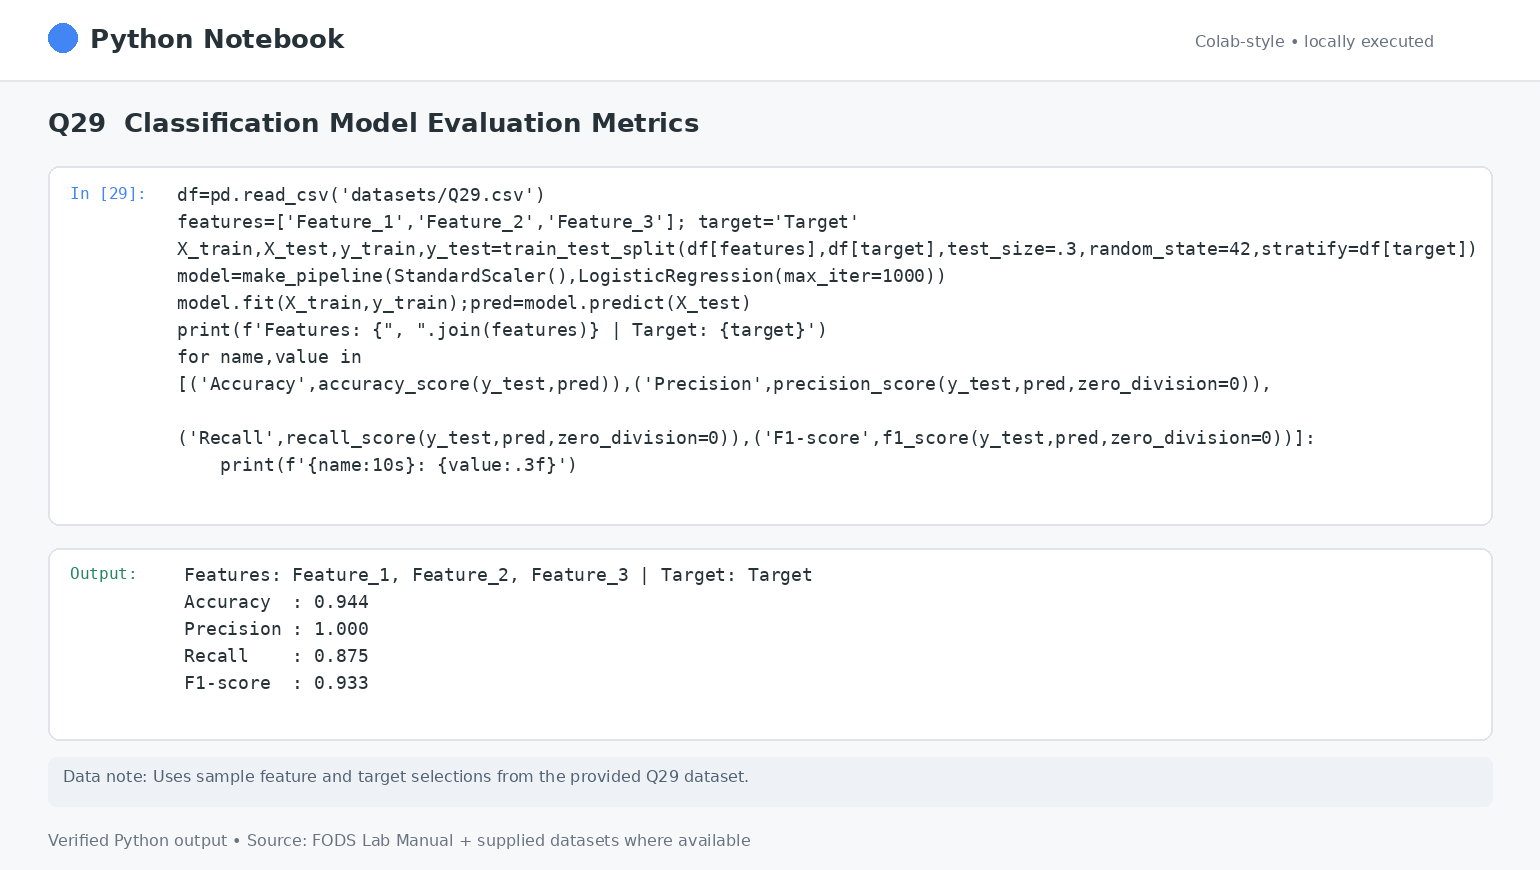 Python Notebook
Colab-style • locally executed
Q29  Classification Model Evaluation Metrics
In [29]:
df=pd.read_csv('datasets/Q29.csv')
features=['Feature_1','Feature_2','Feature_3']; target='Target'
X_train,X_test,y_train,y_test=train_test_split(df[features],df[target],test_size=.3,random_state=42,stratify=df[target])
model=make_pipeline(StandardScaler(),LogisticRegression(max_iter=1000))
model.fit(X_train,y_train);pred=model.predict(X_test)
print(f'Features: {", ".join(features)} | Target: {target}')
for name,value in
[('Accuracy',accuracy_score(y_test,pred)),('Precision',precision_score(y_test,pred,zero_division=0)),
('Recall',recall_score(y_test,pred,zero_division=0)),('F1-score',f1_score(y_test,pred,zero_division=0))]:
    print(f'{name:10s}: {value:.3f}')
Output:
Features: Feature_1, Feature_2, Feature_3 | Target: Target
Accuracy  : 0.944
Precision : 1.000
Recall    : 0.875
F1-score  : 0.933
Data note: Uses sample feature and target selections from the provided Q29 dataset.
Verified Python output • Source: FODS Lab Manual + supplied datasets where available